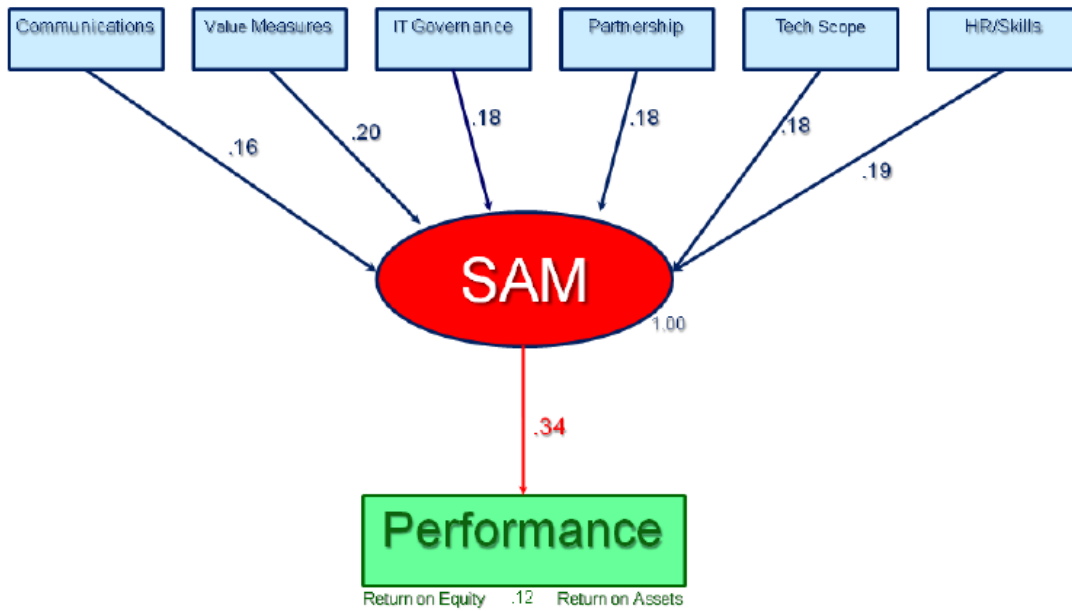 Communications
Value Measures
IT Governance
Partnership
Tech Scope
HR/Skills
.16
.20
.18
.18
.18
.19
SAM
1.00
.34
Performance
Return on Equity .12 Return on Assets